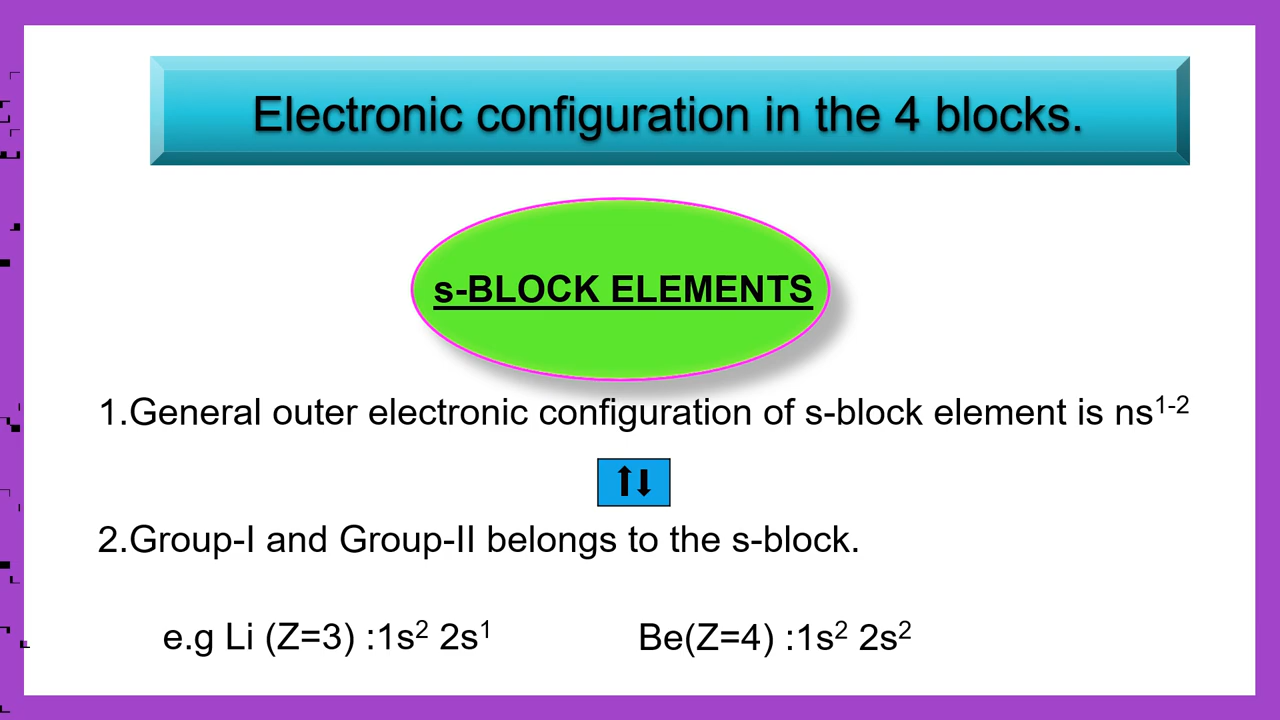 Electronic configuration in the 4 blocks.
s-BLOCK ELEMENTS
1.General outer electronic configuration of s-block element is ns¹⁻²
2.Group-I and Group-II belongs to the s-block.
e.g Li (Z=3) :1s² 2s¹ Be(Z=4) :1s² 2s²